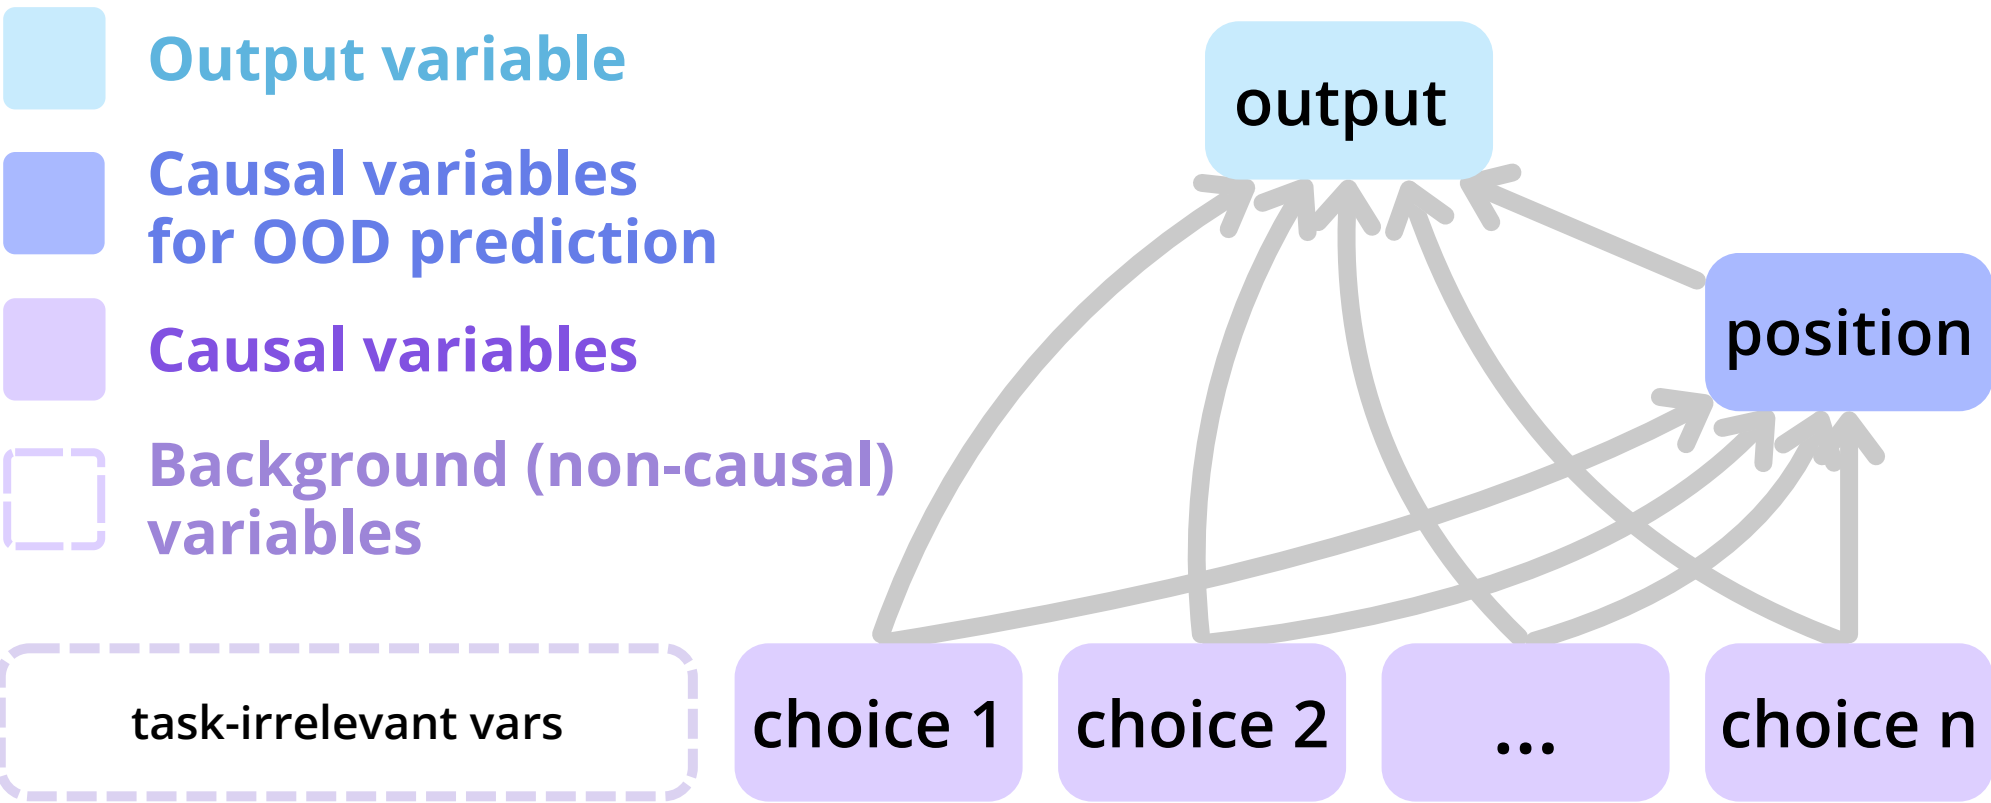 Output variable
Causal variables
for OOD prediction
Causal variables
Background (non-causal)
variables
output
position
task-irrelevant vars
choice 1
choice 2
...
choice n